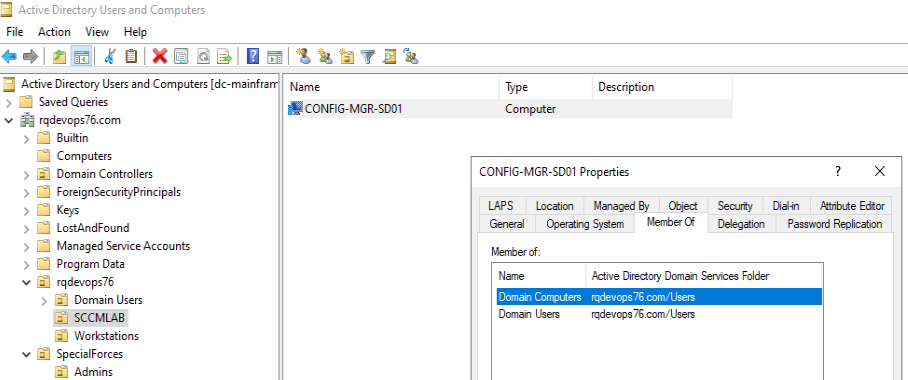 Active Directory Users and Computers
File Action View Help
Active Directory Users and Computers [dc-mainfram
Saved Queries
rqdevops76.com
Builtin
Computers
Domain Controllers
ForeignSecurityPrincipals
Keys
LostAndFound
Managed Service Accounts
Program Data
rqdevops76
Domain Users
SCCMLAB
Workstations
SpecialForces
Admins
Name Type Description
CONFIG-MGR-SD01 Computer
CONFIG-MGR-SD01 Properties
LAPS Location Managed By Object Security Dial-in Attribute Editor
General Operating System Member Of Delegation Password Replication
Member of:
Name Active Directory Domain Services Folder
Domain Computers rqdevops76.com/Users
Domain Users rqdevops76.com/Users